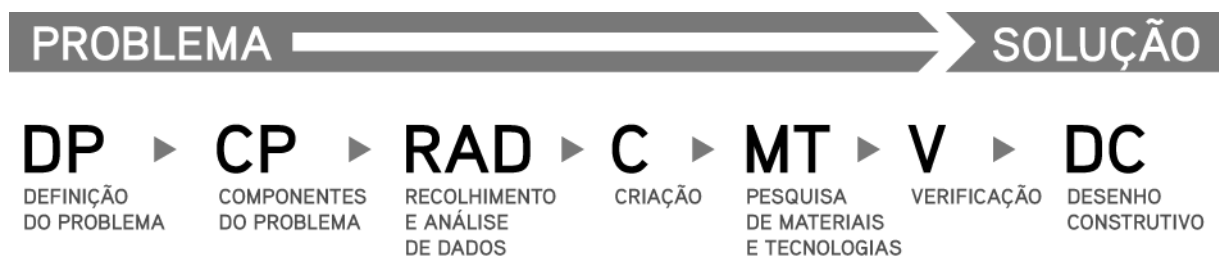 PROBLEMA SOLUÇÃO
DP CP RAD C MT V DC
DEFINIÇÃO
DO PROBLEMA
COMPONENTES
DO PROBLEMA
RECOLHIMENTO
E ANÁLISE
DE DADOS
CRIAÇÃO
PESQUISA
DE MATERIAIS
E TECNOLOGIAS
VERIFICAÇÃO
DESENHO
CONSTRUTIVO